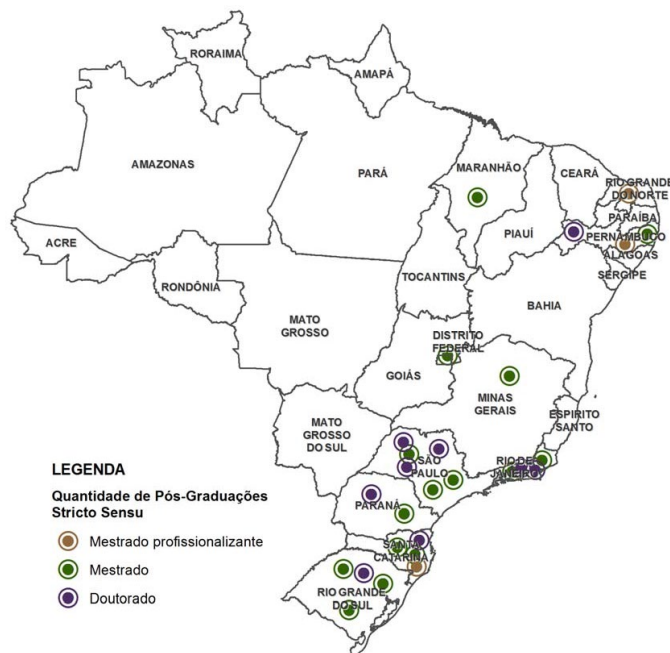 RORAIMA
AMAPÁ
AMAZONAS
PARÁ
MARANHÃO
CEARÁ
RIO GRANDE
DO NORTE
PARAÍBA
PERNAMBUCO
ALAGOAS
SERGIPE
PIAUÍ
ACRE
RONDÔNIA
TOCANTINS
BAHIA
MATO
GROSSO
DISTRITO
FEDERAL
GOIÁS
MINAS
GERAIS
ESPIRITO
SANTO
MATO
GROSSO
DO SUL
SÃO
PAULO
RIO DE
JANEIRO
PARANÁ
SANTA
CATARINA
RIO GRANDE
DO SUL
LEGENDA
Quantidade de Pós-Graduações
Stricto Sensu
Mestrado profissionalizante
Mestrado
Doutorado